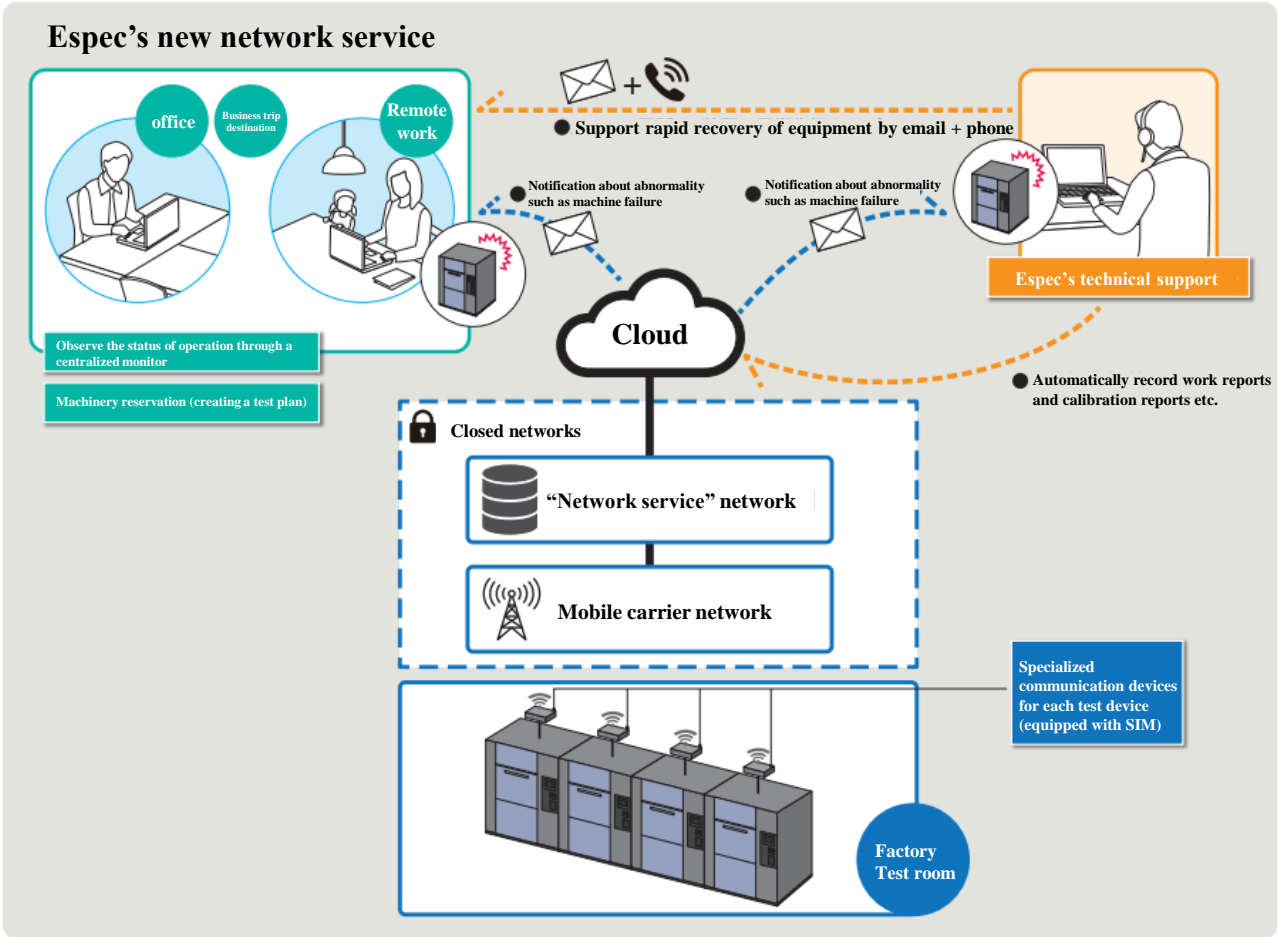 Espec’s new network service
office
Business trip
destination
Remote
work
+
● Support rapid recovery of equipment by email + phone
● Notification about abnormality
such as machine failure
● Notification about abnormality
such as machine failure
Espec’s technical support
Cloud
Observe the status of operation through a
centralized monitor
Machinery reservation (creating a test plan)
● Automatically record work reports
and calibration reports etc.
Closed networks
“Network service” network
Mobile carrier network
Specialized
communication devices
for each test device
(equipped with SIM)
Factory
Test room